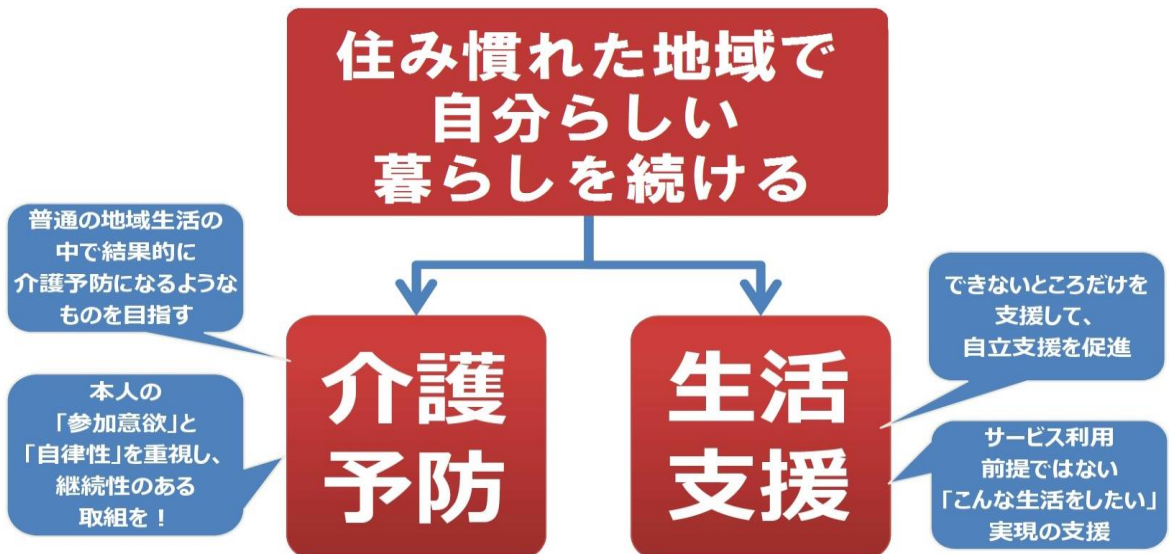 住み慣れた地域で
自分らしい
暮らしを続ける
普通の地域生活の
中で結果的に
介護予防になるような
ものを目指す
本人の
「参加意欲」と
「自律性」を重視し、
継続性のある
取組を！
介護
予防
生活
支援
できないところだけを
支援して、
自立支援を促進
サービス利用
前提ではない
「こんな生活をしたい」
実現の支援